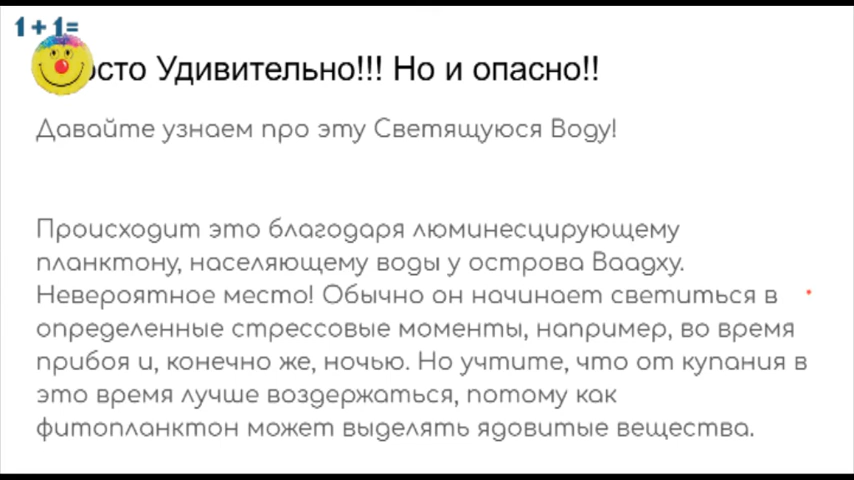 1+1=
осто Удивительно!!! Но и опасно!!
Давайте узнаем про эту Светящуюся Воду!
Происходит это благодаря люминесцирующему
планктону, населяющему воды у острова Ваадху.
Невероятное место! Обычно он начинает светиться в
определенные стрессовые моменты, например, во время
прибоя и, конечно же, ночью. Но учтите, что от купания в
это время лучше воздержаться, потому как
фитопланктон может выделять ядовитые вещества.